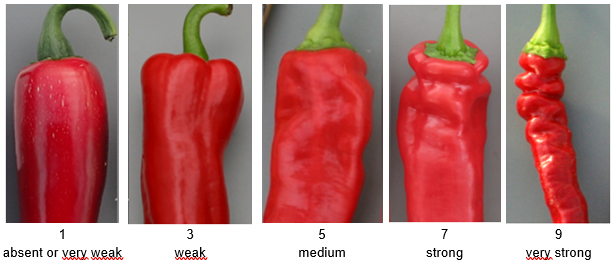 1 3 5 7 9
absent or very weak weak medium strong very strong